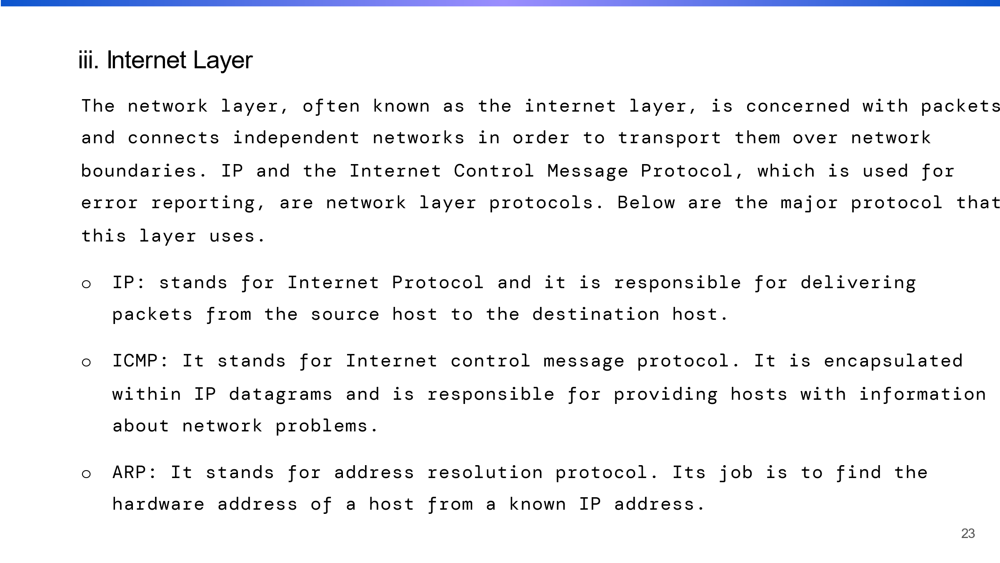 iii. Internet Layer
The network layer, often known as the internet layer, is concerned with packets
and connects independent networks in order to transport them over network
boundaries. IP and the Internet Control Message Protocol, which is used for
error reporting, are network layer protocols. Below are the major protocol that
this layer uses.
○ IP: stands for Internet Protocol and it is responsible for delivering
packets from the source host to the destination host.
○ ICMP: It stands for Internet control message protocol. It is encapsulated
within IP datagrams and is responsible for providing hosts with information
about network problems.
○ ARP: It stands for address resolution protocol. Its job is to find the
hardware address of a host from a known IP address.
23